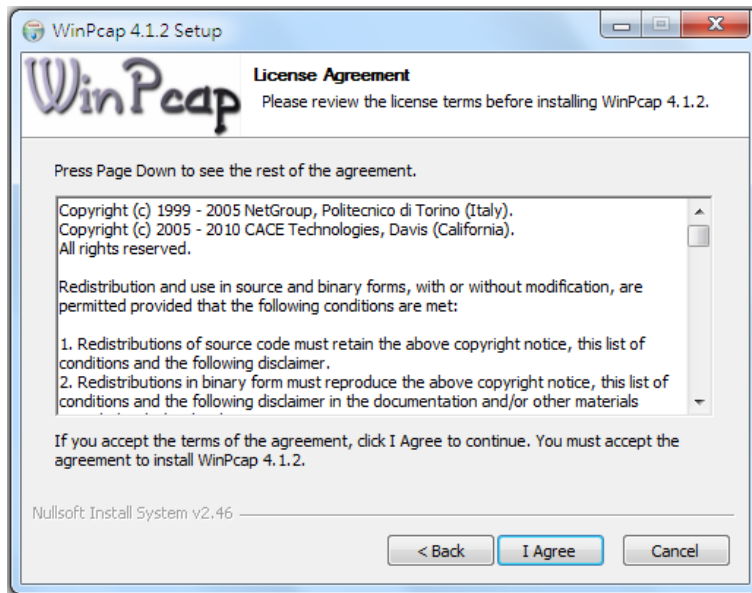 WinPcap 4.1.2 Setup
WinPcap
License Agreement
Please review the license terms before installing WinPcap 4.1.2.
Press Page Down to see the rest of the agreement.
Copyright (c) 1999 - 2005 NetGroup, Politecnico di Torino (Italy).
Copyright (c) 2005 - 2010 CACE Technologies, Davis (California).
All rights reserved.
Redistribution and use in source and binary forms, with or without modification, are
permitted provided that the following conditions are met:
1. Redistributions of source code must retain the above copyright notice, this list of
conditions and the following disclaimer.
2. Redistributions in binary form must reproduce the above copyright notice, this list of
conditions and the following disclaimer in the documentation and/or other materials
If you accept the terms of the agreement, click I Agree to continue. You must accept the
agreement to install WinPcap 4.1.2.
Nullsoft Install System v2.46
< Back
I Agree
Cancel